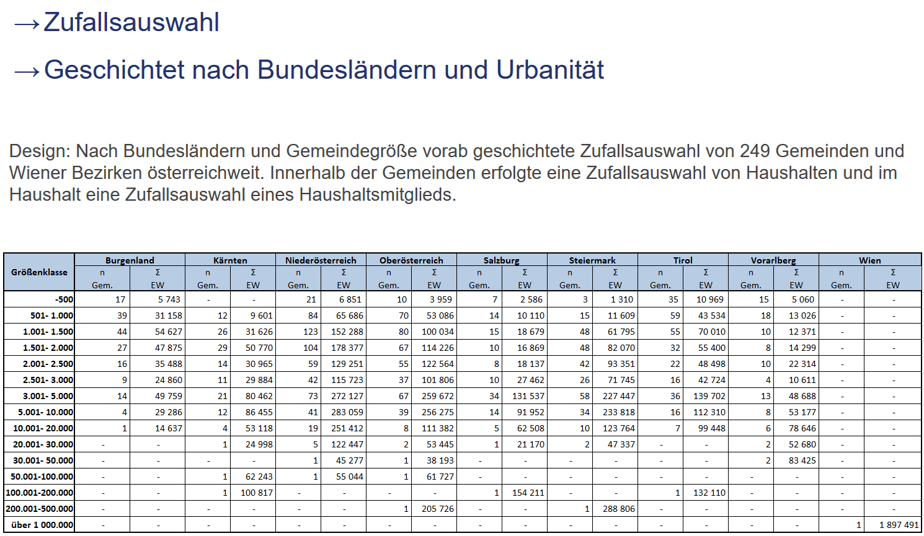 →Zufallsauswahl
→Geschichtet nach Bundesländern und Urbanität
Design: Nach Bundesländern und Gemeindegröße vorab geschichtete Zufallsauswahl von 249 Gemeinden und
Wiener Bezirken österreichweit. Innerhalb der Gemeinden erfolgte eine Zufallsauswahl von Haushalten und im
Haushalt eine Zufallsauswahl eines Haushaltsmitglieds.
Größenklasse Burgenland Kärnten Niederösterreich Oberösterreich Salzburg Steiermark Tirol Vorarlberg Wien
n Σ n Σ n Σ n Σ n Σ n Σ n Σ n Σ n Σ
Gem. EW Gem. EW Gem. EW Gem. EW Gem. EW Gem. EW Gem. EW Gem. EW Gem. EW
-500 17 5 743 - - 21 6 851 10 3 959 7 2 586 3 1 310 35 10 969 15 5 060 - -
501- 1.000 39 31 158 12 9 601 84 65 686 70 53 086 14 10 110 15 11 609 59 43 534 18 13 026 - -
1.001- 1.500 44 54 627 26 31 626 123 152 288 80 100 034 15 18 679 48 61 795 55 70 010 10 12 371 - -
1.501- 2.000 27 47 875 29 50 770 104 178 377 67 114 226 10 16 869 48 82 070 32 55 400 8 14 299 - -
2.001- 2.500 16 35 488 14 30 965 59 129 251 55 122 564 8 18 137 42 93 351 22 48 498 10 22 314 - -
2.501- 3.000 9 24 860 11 29 884 42 115 723 37 101 806 10 27 462 26 71 745 16 42 724 4 10 611 - -
3.001- 5.000 14 49 759 21 80 462 73 272 127 67 259 672 34 131 537 58 227 447 36 139 702 13 48 688 - -
5.001- 10.000 4 29 286 12 86 455 41 283 059 39 256 275 14 91 952 34 233 818 16 112 310 8 53 177 - -
10.001- 20.000 1 14 637 4 53 118 19 251 412 8 111 382 5 62 508 10 123 764 7 99 448 6 78 646 - -
20.001- 30.000 - - 1 24 998 5 122 447 2 53 445 1 21 170 2 47 337 - - 2 52 680 - -
30.001- 50.000 - - - - 1 45 277 1 38 193 - - - - - - 2 83 425 - -
50.001-100.000 - - 1 62 243 1 55 044 1 61 727 - - - - - - - - - -
100.001-200.000 - - 1 100 817 - - - - 1 154 211 - - 1 132 110 - - - -
200.001-500.000 - - - - - - 1 205 726 - - 1 288 806 - - - - - -
über 1 000.000 - - - - - - - - - - - - - - - - 1 1 897 491